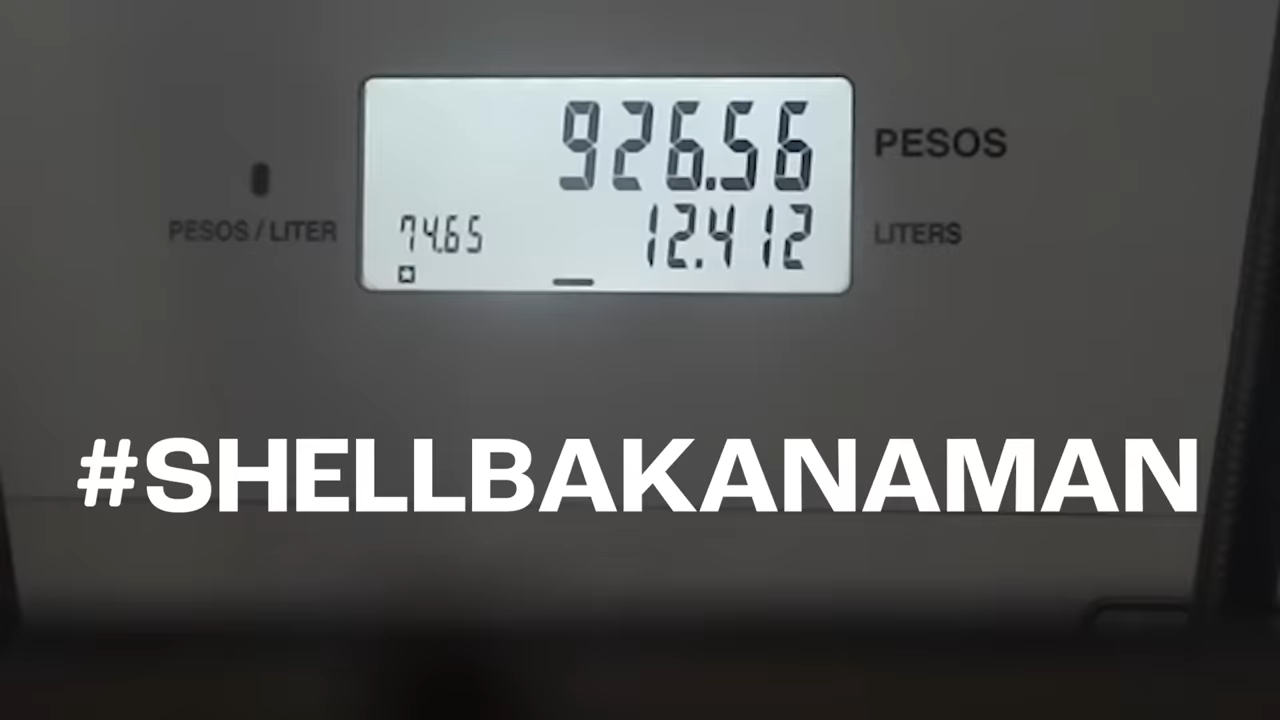 926.56 PESOS
PESOS / LITER 74.65 12.412 LITERS
#SHELLBAKANAMAN